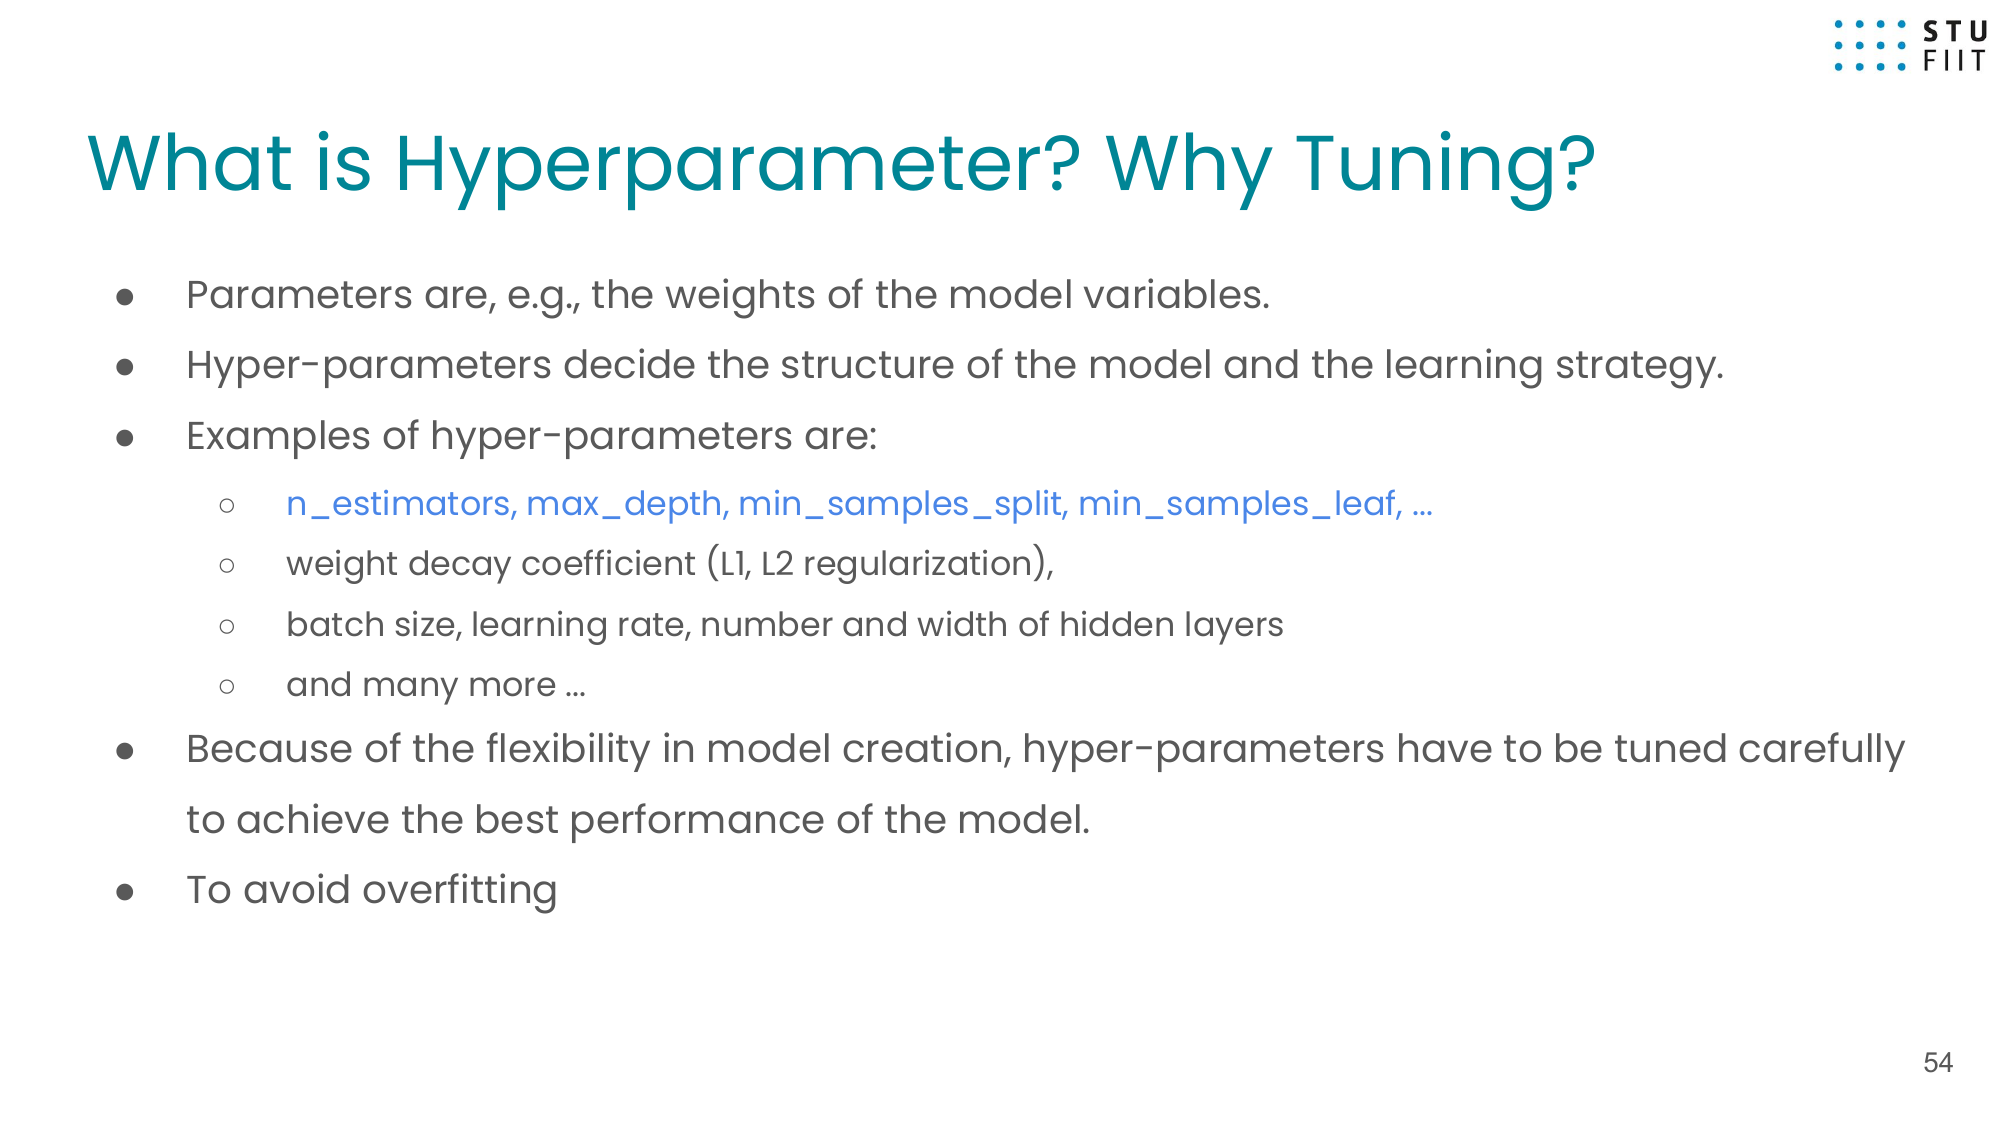 STU
FIIT
What is Hyperparameter? Why Tuning?
● Parameters are, e.g., the weights of the model variables.
● Hyper-parameters decide the structure of the model and the learning strategy.
● Examples of hyper-parameters are:
○ n_estimators, max_depth, min_samples_split, min_samples_leaf, ...
○ weight decay coefficient (L1, L2 regularization),
○ batch size, learning rate, number and width of hidden layers
○ and many more ...
● Because of the flexibility in model creation, hyper-parameters have to be tuned carefully
to achieve the best performance of the model.
● To avoid overfitting
54